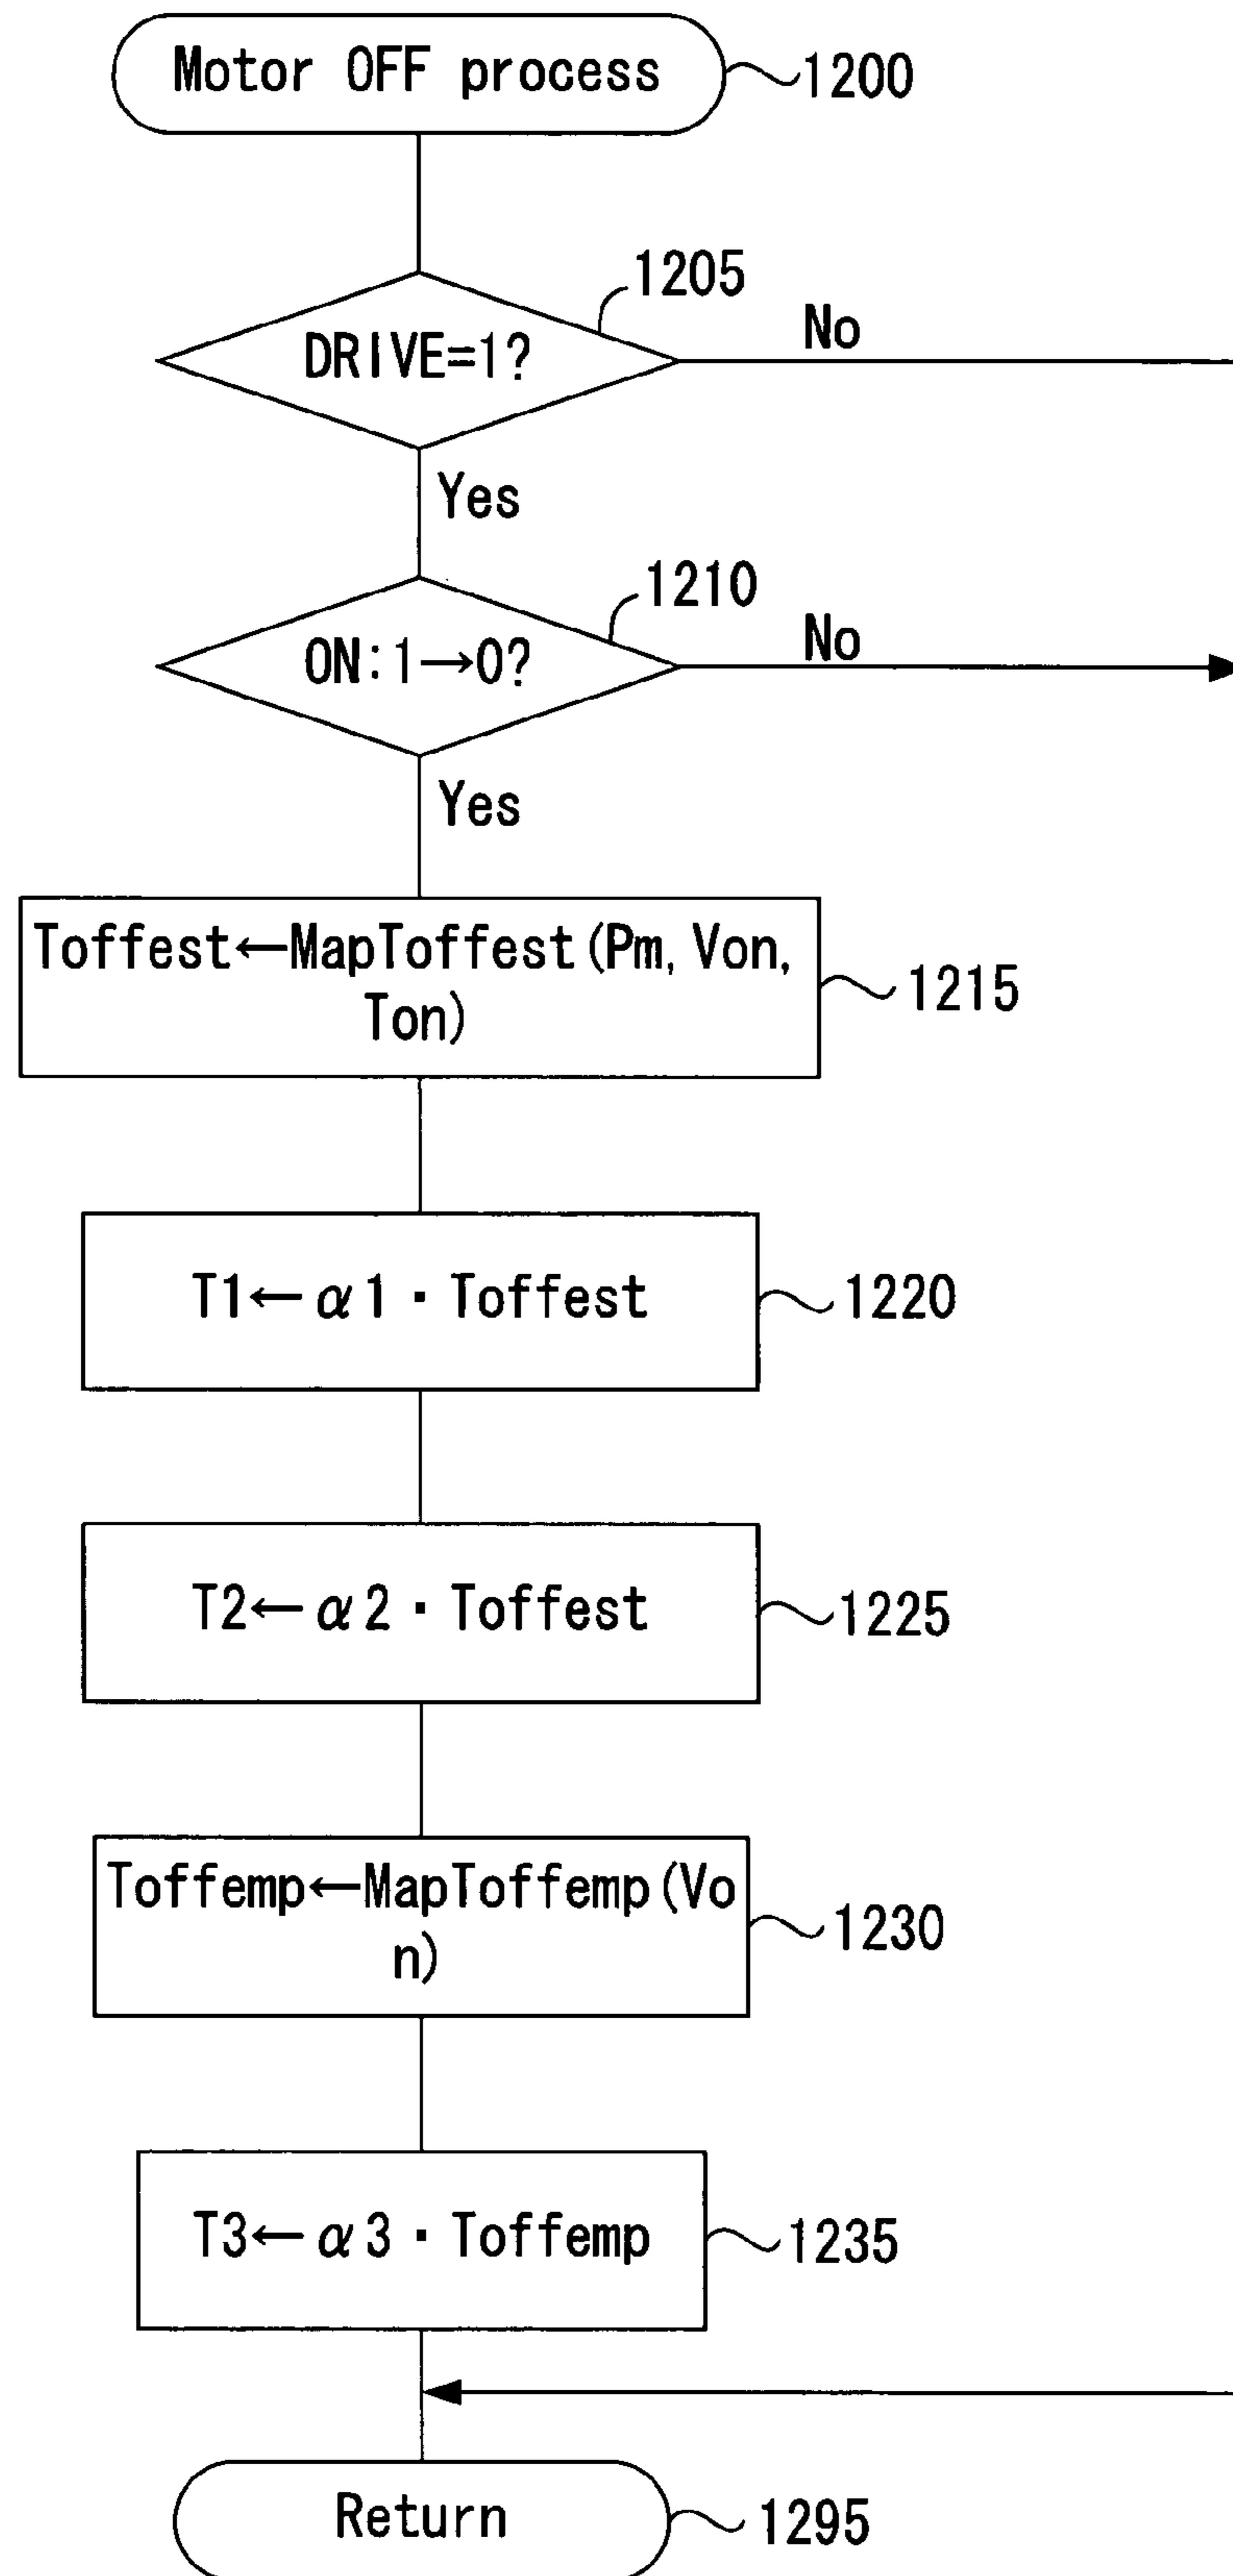 Motor OFF process
1200
1205
DRIVE=1?
No
Yes
1210
ON:1→0?
No
Yes
Toffest←MapToffest(Pm, Von,
Ton)
1215
T1←α1・Toffest
1220
T2←α2・Toffest
1225
Toffemp←MapToffemp(Vo
n)
1230
T3←α3・Toffemp
1235
Return
1295